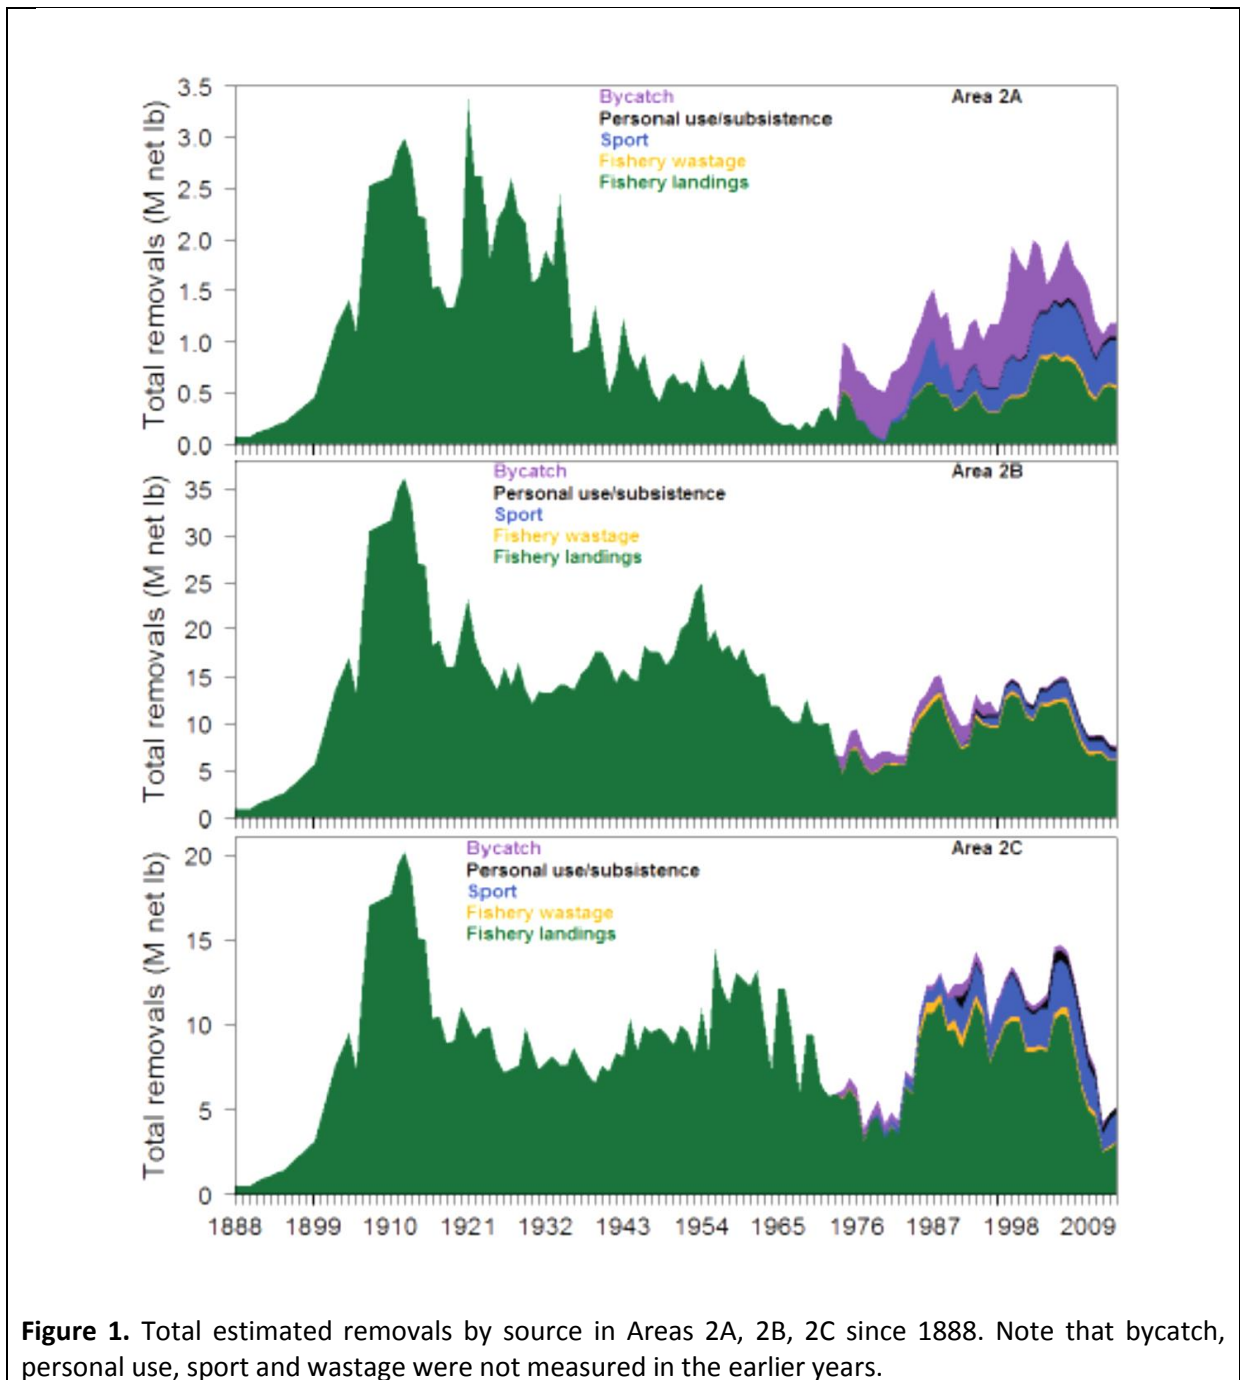 Total removals (M net lb)
3.5
3.0
2.5
2.0
1.5
1.0
0.5
0.0
Bycatch
Personal use/subsistence
Sport
Fishery wastage
Fishery landings
Area 2A
Total removals (M net lb)
35
30
25
20
15
10
5
0
Bycatch
Personal use/subsistence
Sport
Fishery wastage
Fishery landings
Area 2B
Total removals (M net lb)
20
15
10
5
0
Bycatch
Personal use/subsistence
Sport
Fishery wastage
Fishery landings
Area 2C
1888 1899 1910 1921 1932 1943 1954 1965 1976 1987 1998 2009
Figure 1. Total estimated removals by source in Areas 2A, 2B, 2C since 1888. Note that bycatch,
personal use, sport and wastage were not measured in the earlier years.